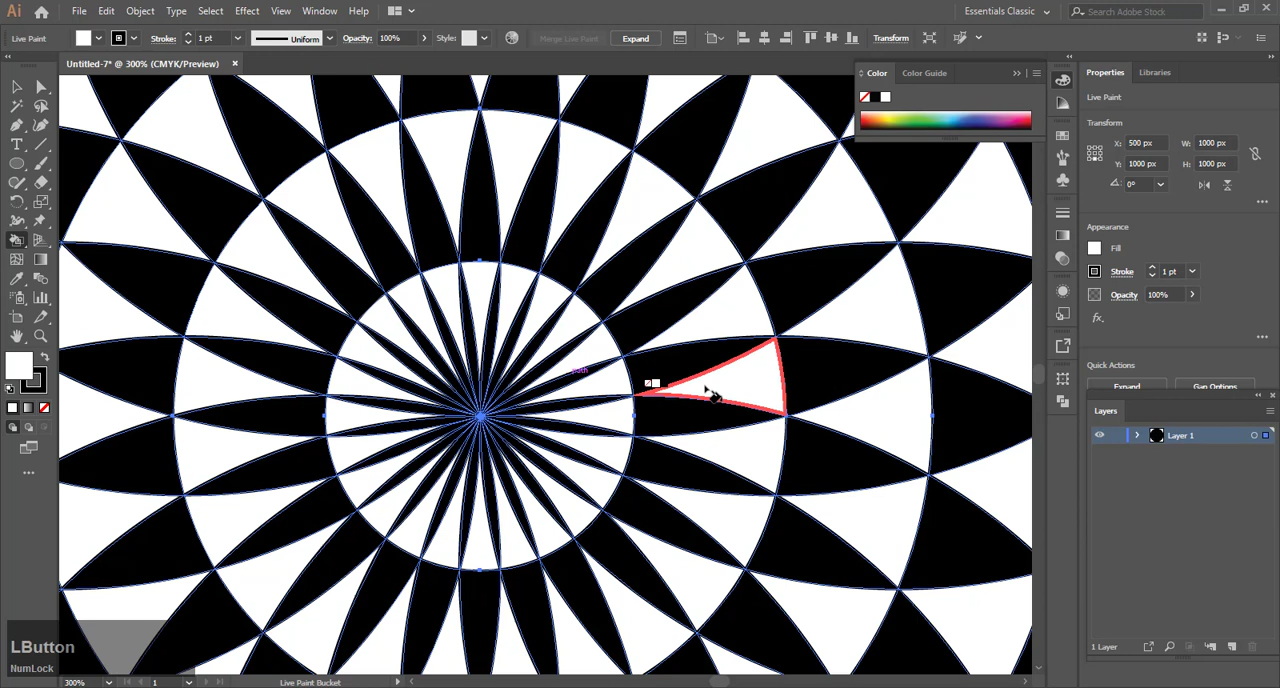 Ai File Edit Object Type Select Effect View Window Help Essentials Classic Search Adobe Stock
Live Paint Stroke: 1 pt Uniform Opacity: 100% Style: Merge Live Paint Expand Transform
Untitled-7* @ 300% (CMYK/Preview) ×
Color Color Guide
Properties Libraries
Live Paint
Transform
X: 500 px W: 1000 px
Y: 1000 px H: 1000 px
0°
Appearance
Fill
Stroke 1 pt
Opacity 100%
fx.
Quick Actions
Expand Gap Options
Layers
Layer 1
path
LButton
NumLock
1 Layer
300% 1 Live Paint Bucket